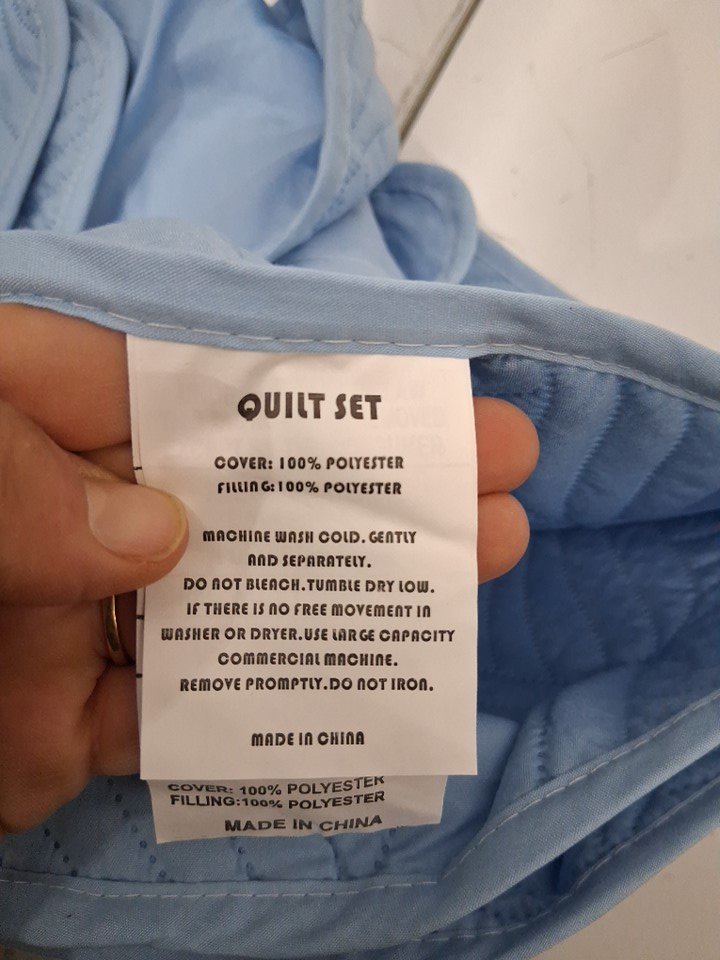 QUILT SET
COVER: 100% POLYESTER
FILLING:100% POLYESTER
MACHINE WASH COLD. GENTLY
AND SEPARATELY.
DO NOT BLEACH.TUMBLE DRY LOW.
IF THERE IS NO FREE MOVEMENT IN
WASHER OR DRYER.USE LARGE CAPACITY
COMMERCIAL MACHINE.
REMOVE PROMPTLY.DO NOT IRON.
MADE IN CHINA
COVER: 100% POLYESTER
FILLING:100% POLYESTER
MADE IN CHINA